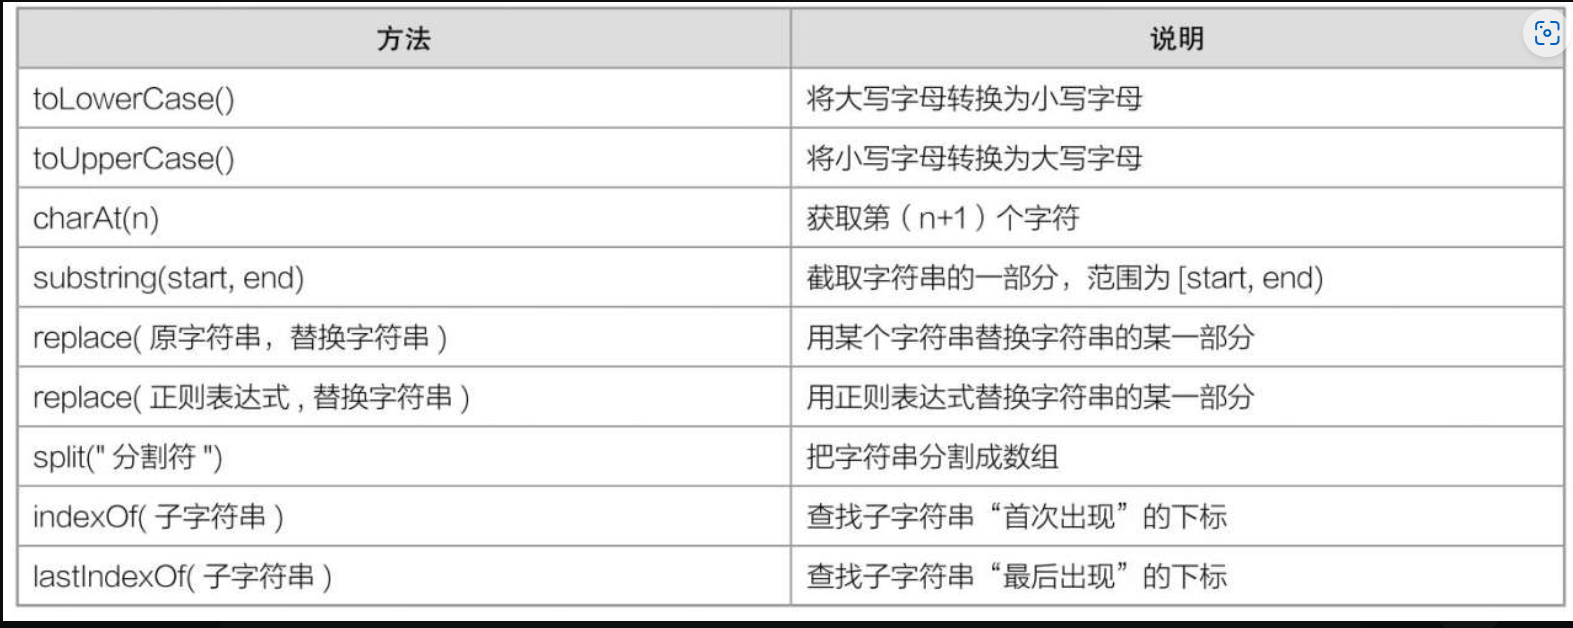 方法 说明
toLowerCase() 将大写字母转换为小写字母
toUpperCase() 将小写字母转换为大写字母
charAt(n) 获取第（n+1）个字符
substring(start, end) 截取字符串的一部分，范围为 [start, end)
replace( 原字符串，替换字符串 ) 用某个字符串替换字符串的某一部分
replace( 正则表达式 , 替换字符串 ) 用正则表达式替换字符串的某一部分
split(" 分割符 ") 把字符串分割成数组
indexOf( 子字符串 ) 查找子字符串“首次出现”的下标
lastIndexOf( 子字符串 ) 查找子字符串“最后出现”的下标